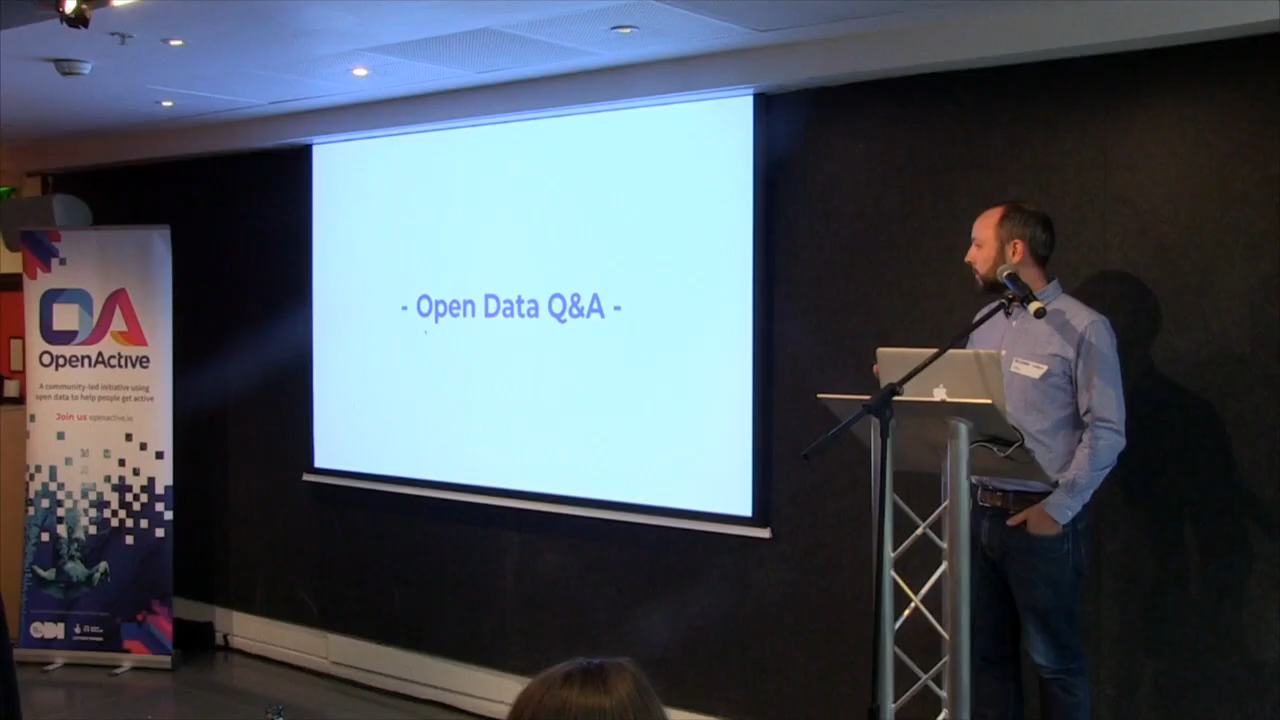 - Open Data Q&A -
OA
OpenActive
A community-led initiative using
open data to help people get active
Join us openactive.io
ODI